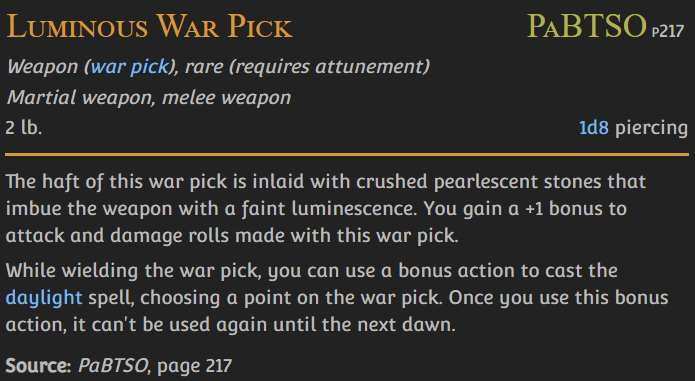 Luminous War Pick PaBTSO p217
Weapon (war pick), rare (requires attunement)
Martial weapon, melee weapon
2 lb. 1d8 piercing
The haft of this war pick is inlaid with crushed pearlescent stones that
imbue the weapon with a faint luminescence. You gain a +1 bonus to
attack and damage rolls made with this war pick.
While wielding the war pick, you can use a bonus action to cast the
daylight spell, choosing a point on the war pick. Once you use this bonus
action, it can't be used again until the next dawn.
Source: PaBTSO, page 217